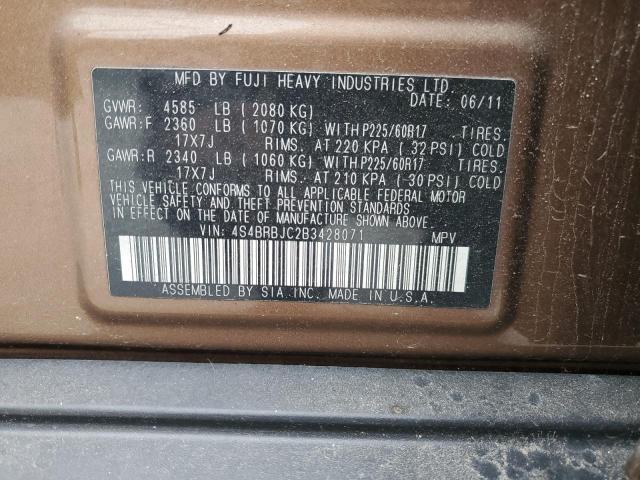 MFD BY FUJI HEAVY INDUSTRIES LTD.
DATE: 06/11
GVWR: 4585 LB ( 2080 KG)
GAWR:F 2360 LB ( 1070 KG) WITH P225/60R17 TIRES.
17X7J RIMS. AT 220 KPA ( 32 PSI) COLD
GAWR:R 2340 LB ( 1060 KG) WITH P225/60R17 TIRES.
17X7J RIMS. AT 210 KPA ( 30 PSI) COLD
THIS VEHICLE CONFORMS TO ALL APPLICABLE FEDERAL MOTOR
VEHICLE SAFETY AND THEFT PREVENTION STANDARDS
IN EFFECT ON THE DATE OF MANUFACTURE SHOWN ABOVE.
VIN: 4S4BRBJC2B3428071 MPV
ASSEMBLED BY SIA, INC. MADE IN U.S.A.